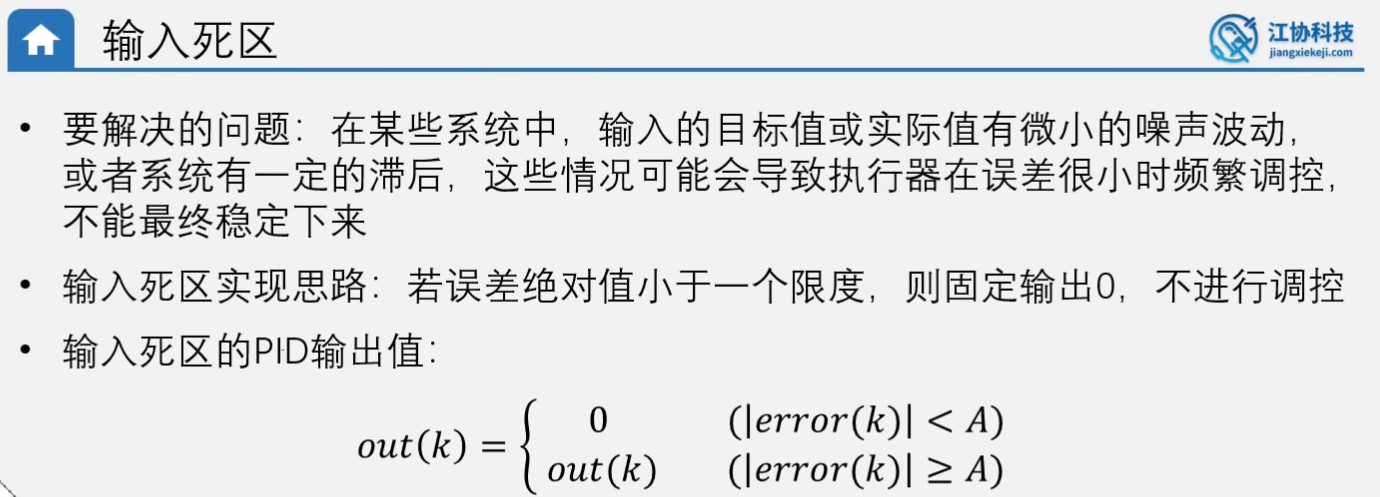 输入死区
江协科技
jiangxiekeji.com
• 要解决的问题：在某些系统中，输入的目标值或实际值有微小的噪声波动，
或者系统有一定的滞后，这些情况可能会导致执行器在误差很小时频繁调控，
不能最终稳定下来
• 输入死区实现思路：若误差绝对值小于一个限度，则固定输出0，不进行调控
• 输入死区的PID输出值：
0 (|error(k)| < A)
out(k) = {
out(k) (|error(k)| ≥ A)